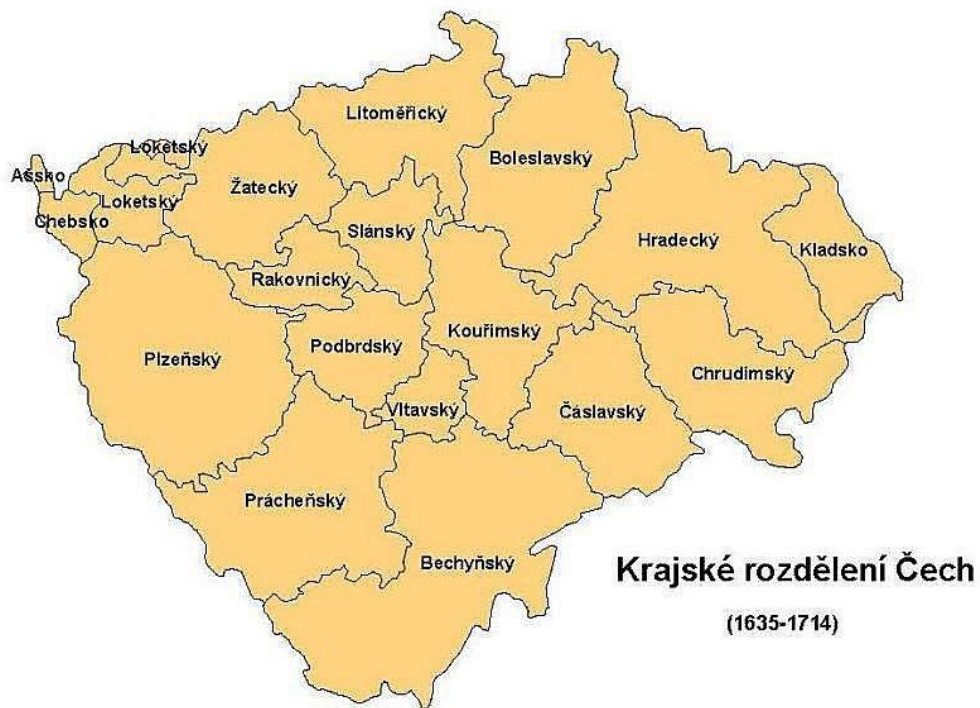 Litoměřický
Loketský
Boleslavský
Ašsko
Žatecký
Loketský
Chebsko
Slánský
Hradecký
Kladsko
Rakovnický
Kouřimský
Podbrdský
Plzeňský
Chrudimský
Vltavský
Čáslavský
Prácheňský
Bechyňský
Krajské rozdělení Čech
(1635-1714)